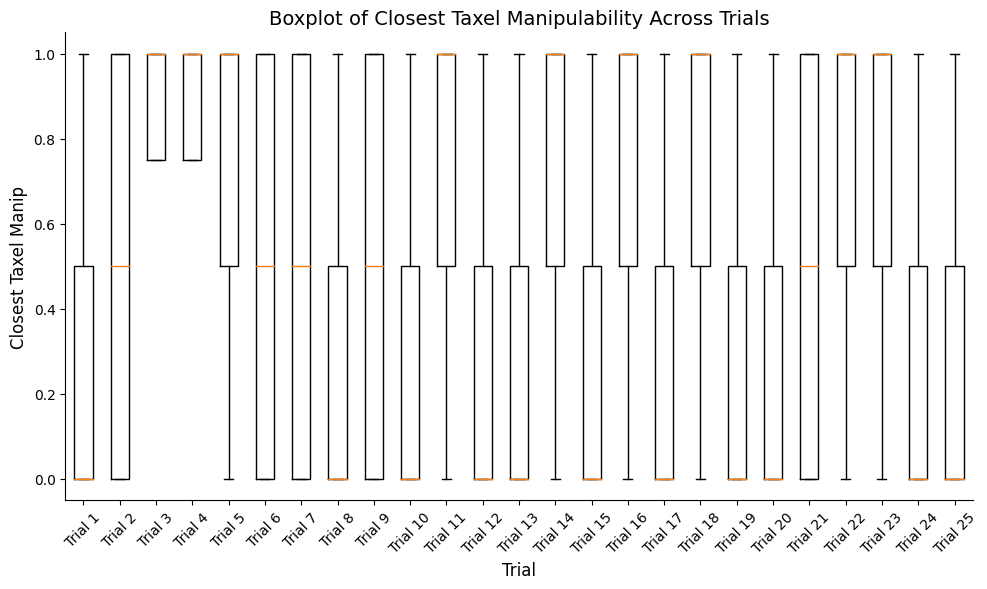 Boxplot of Closest Taxel Manipulability Across Trials
Closest Taxel Manip
1.0
0.8
0.6
0.4
0.2
0.0
Trial 1
Trial 2
Trial 3
Trial 4
Trial 5
Trial 6
Trial 7
Trial 8
Trial 9
Trial 10
Trial 11
Trial 12
Trial 13
Trial 14
Trial 15
Trial 16
Trial 17
Trial 18
Trial 19
Trial 20
Trial 21
Trial 22
Trial 23
Trial 24
Trial 25
Trial